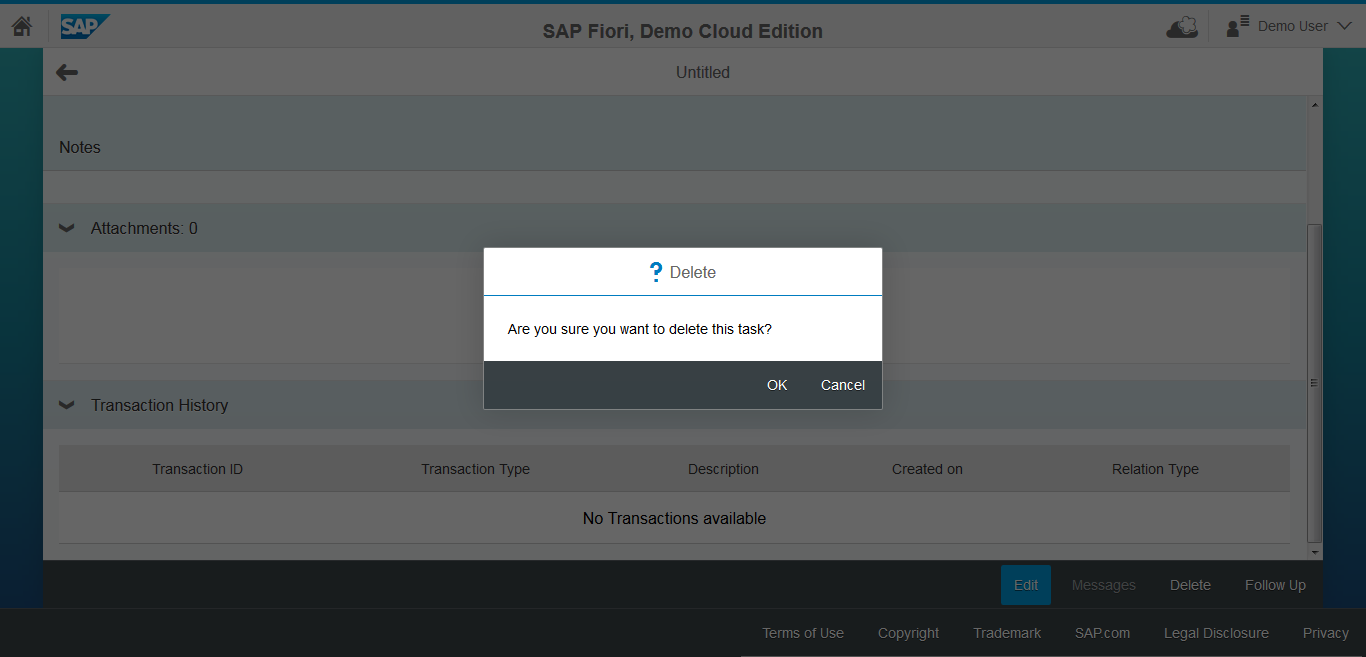 SAP
SAP Fiori, Demo Cloud Edition
Demo User
Untitled
Notes
Attachments: 0
? Delete
Are you sure you want to delete this task?
OK Cancel
Transaction History
Transaction ID Transaction Type Description Created on Relation Type
No Transactions available
Edit Messages Delete Follow Up
Terms of Use Copyright Trademark SAP.com Legal Disclosure Privacy